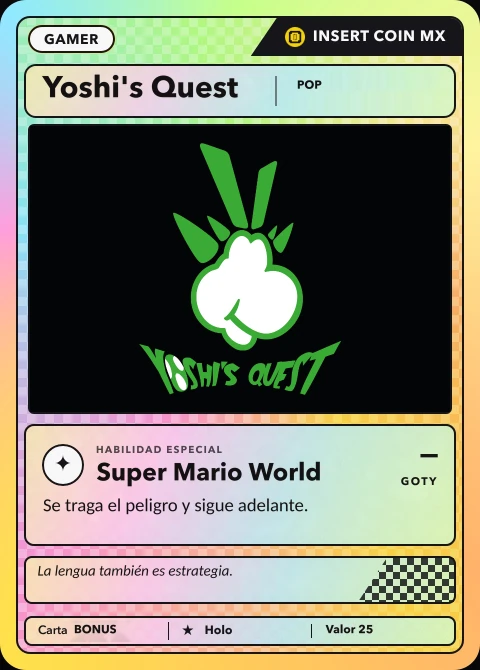 GAMER
INSERT COIN MX
Yoshi's Quest
POP
YOSHI'S QUEST
HABILIDAD ESPECIAL
Super Mario World
GOTY
Se traga el peligro y sigue adelante.
La lengua también es estrategia.
Carta BONUS
★ Holo
Valor 25